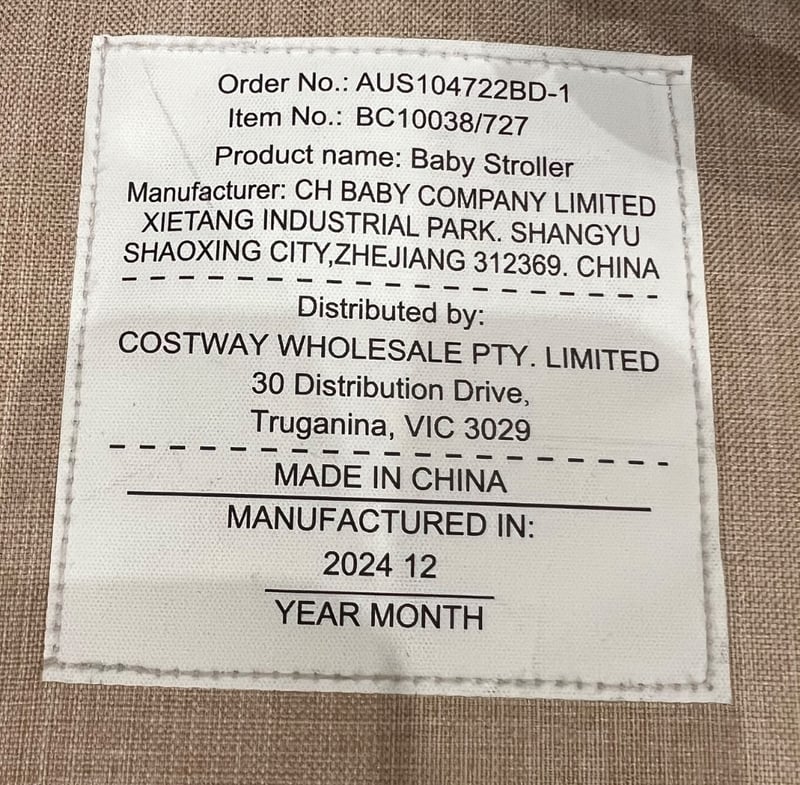 Order No.: AUS104722BD-1
Item No.: BC10038/727
Product name: Baby Stroller
Manufacturer: CH BABY COMPANY LIMITED
XIETANG INDUSTRIAL PARK. SHANGYU
SHAOXING CITY,ZHEJIANG 312369. CHINA
Distributed by:
COSTWAY WHOLESALE PTY. LIMITED
30 Distribution Drive,
Truganina, VIC 3029
MADE IN CHINA
MANUFACTURED IN:
2024 12
YEAR MONTH